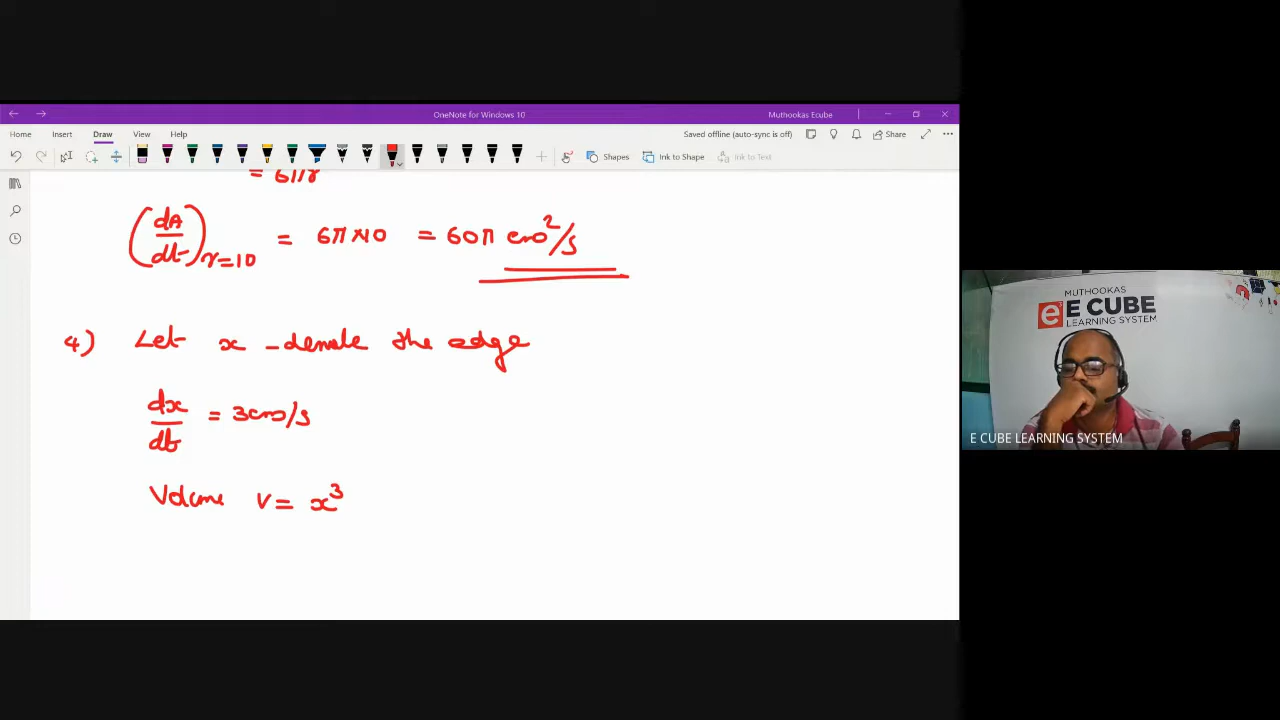 OneNote for Windows 10
Muthookas Ecube
Home Insert Draw View Help
Saved offline (auto-sync is off)
Share
Shapes
Ink to Shape
Ink to Text
= 6πr
(dA/dt)r=10 = 6π×10 = 60π cm²/s
4) Let x denote the edge
dx/dt = 3cm/s
Volume V = x³
MUTHOOKAS
e E CUBE
LEARNING SYSTEM
E CUBE LEARNING SYSTEM